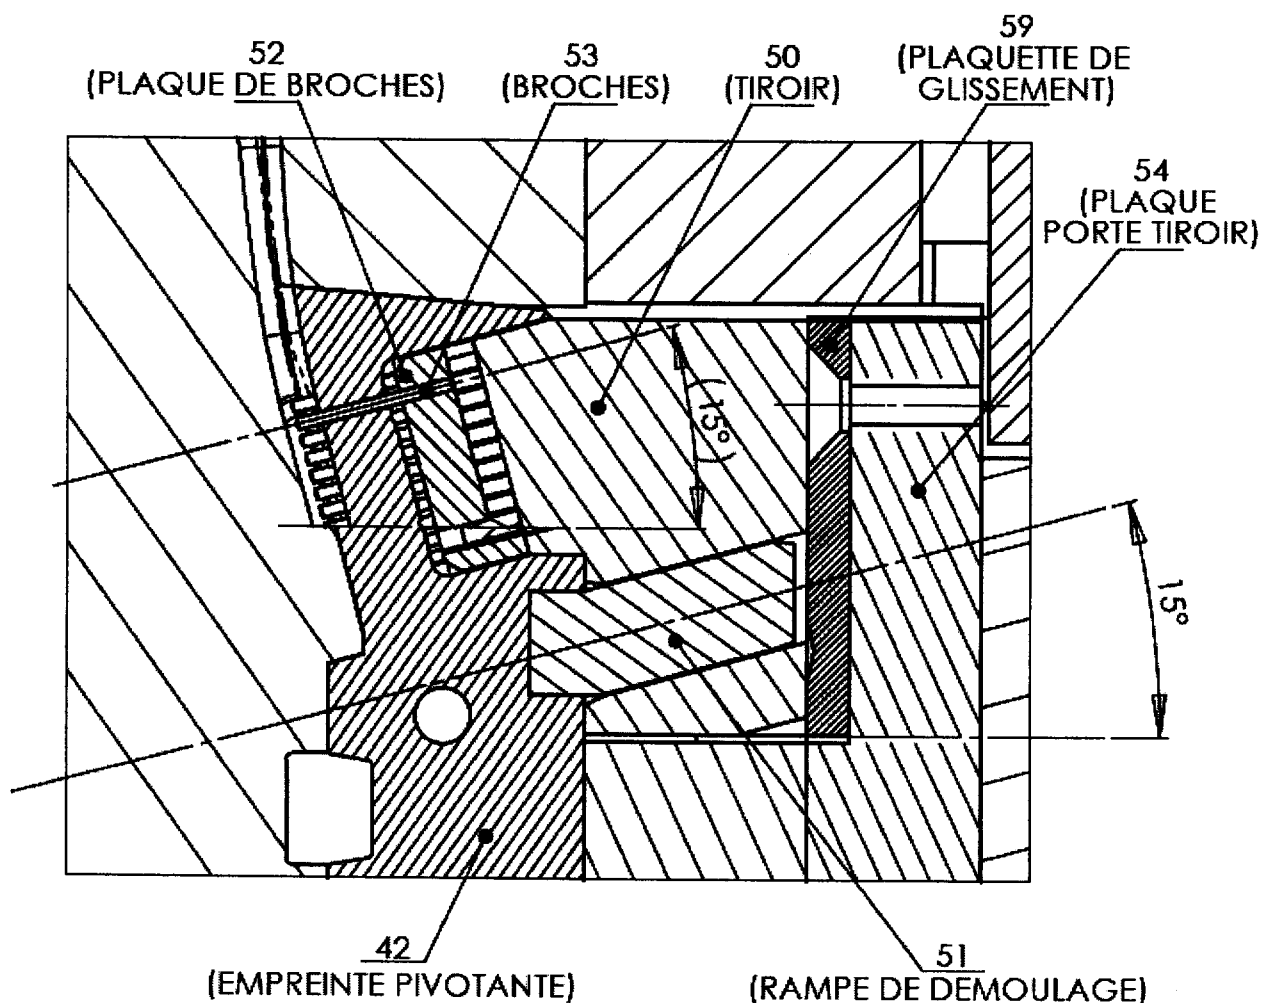 52
(PLAQUE DE BROCHES)
53
(BROCHES)
50
(TIROIR)
59
(PLAQUETTE DE
GLISSEMENT)
54
(PLAQUE
PORTE TIROIR)
(15°)
15°
42
(EMPREINTE PIVOTANTE)
51
(RAMPE DE DEMOULAGE)